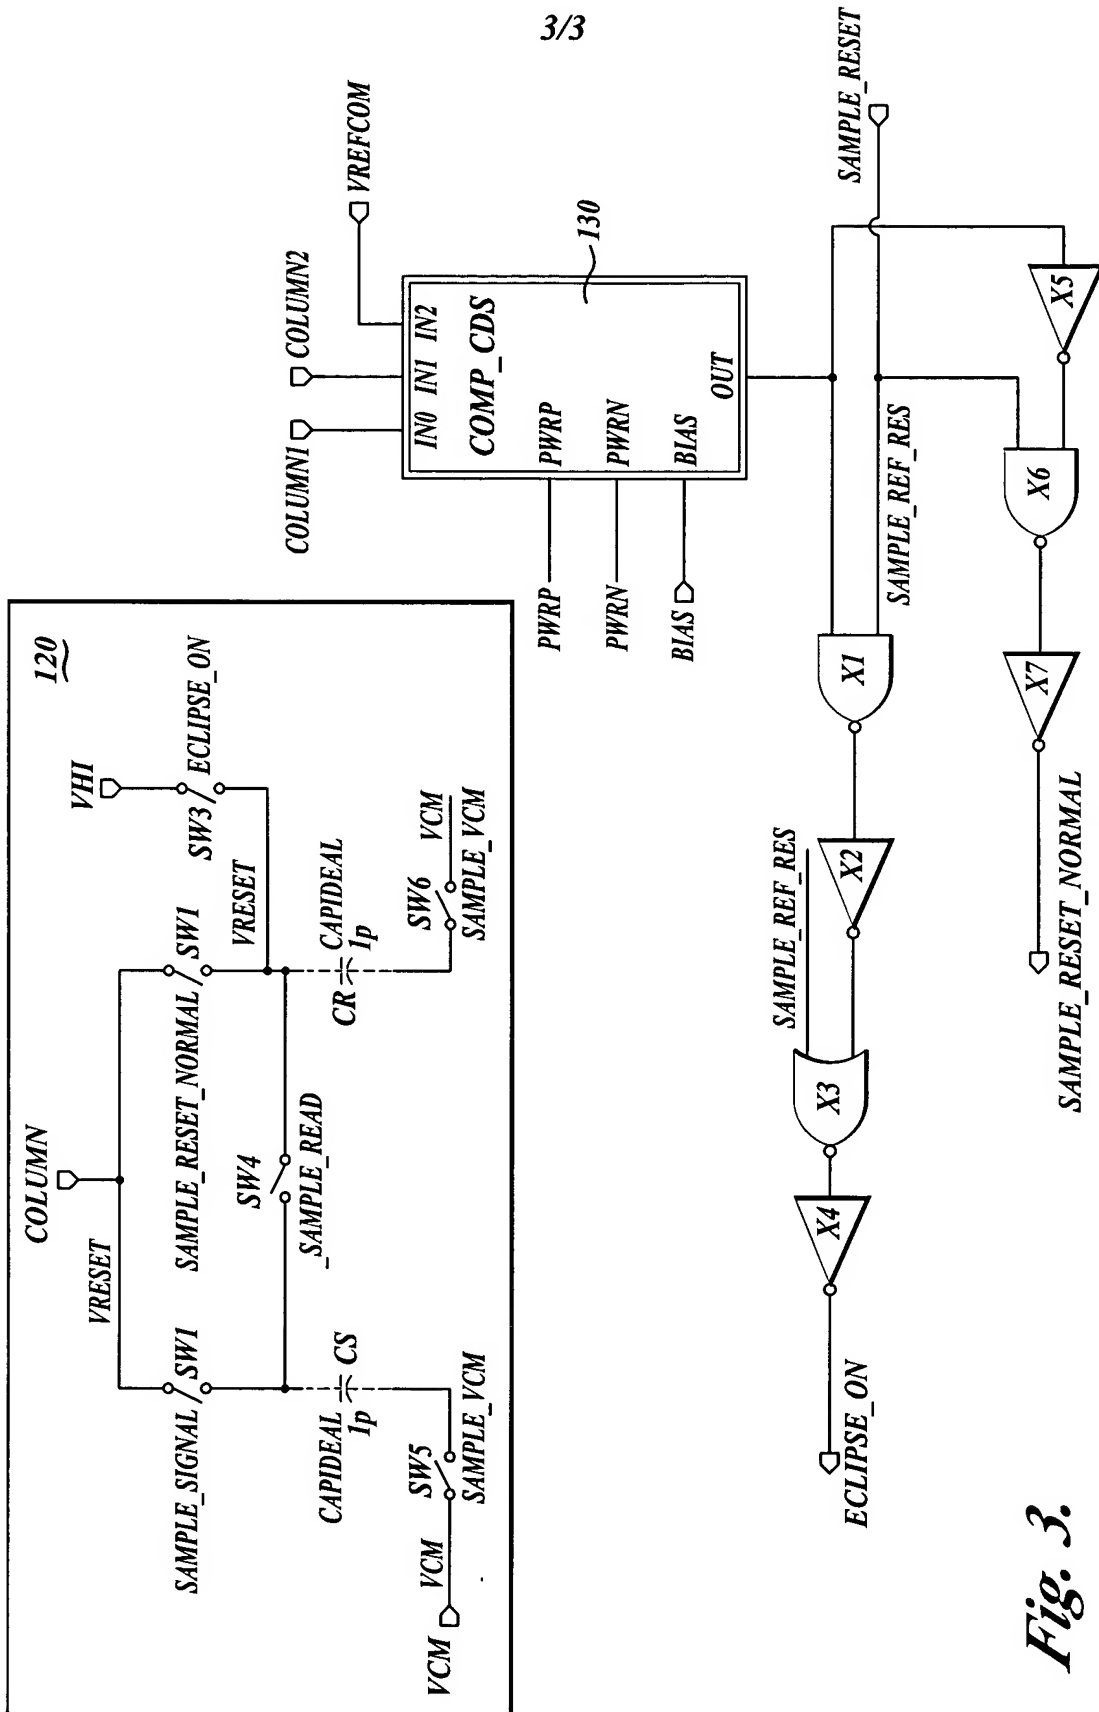 3/3
120
COLUMN
VRESET
SAMPLE_SIGNAL
SW1
SAMPLE_RESET_NORMAL
SW1
VHI
SW3
ECLIPSE_ON
VRESET
SW4
SAMPLE_READ
CAPIDEAL
1p
CS
CR
CAPIDEAL
1p
VCM
VCM
SW5
SAMPLE_VCM
SW6
VCM
SAMPLE_VCM
COLUMN1
COLUMN2
VREFCOM
IN0 IN1 IN2
COMP_CDS
130
PWRP
PWRP
PWRN
PWRN
BIAS
BIAS
OUT
SAMPLE_RESET
SAMPLE_REF_RES
X1
SAMPLE_REF_RES
X2
X3
X4
ECLIPSE_ON
X5
X6
X7
SAMPLE_RESET_NORMAL
Fig. 3.